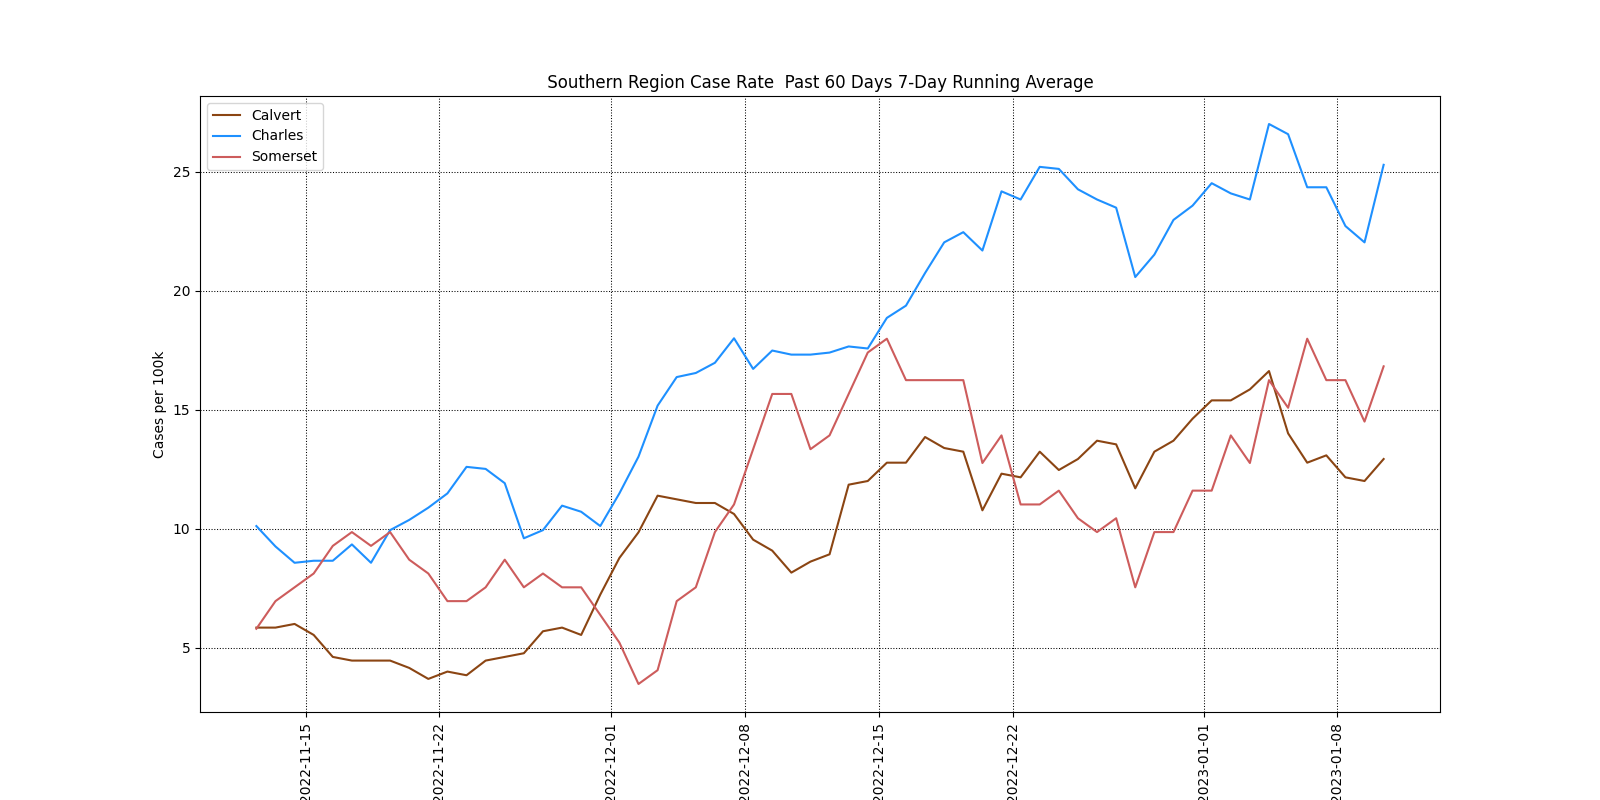 Southern Region Case Rate  Past 60 Days 7-Day Running Average
Calvert
Charles
Somerset
Cases per 100k
25
20
15
10
5
2022-11-15
2022-11-22
2022-12-01
2022-12-08
2022-12-15
2022-12-22
2023-01-01
2023-01-08